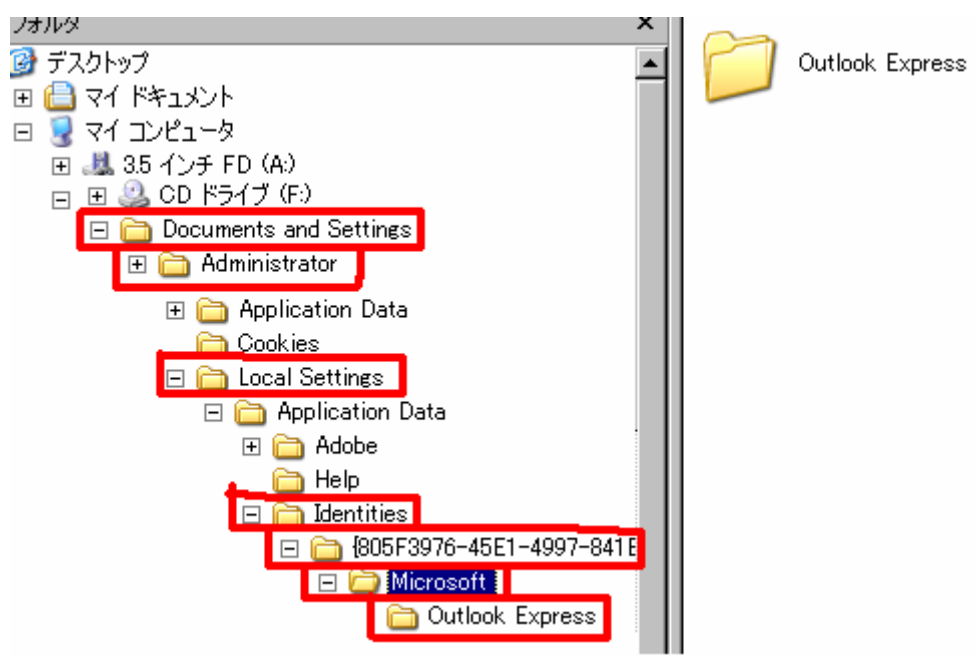 フォルダ
デスクトップ
マイ ドキュメント
マイ コンピュータ
3.5 インチ FD (A:)
CD ドライブ (F:)
Documents and Settings
Administrator
Application Data
Cookies
Local Settings
Application Data
Adobe
Help
Identities
{805F3976-45E1-4997-841E
Microsoft
Outlook Express
Outlook Express